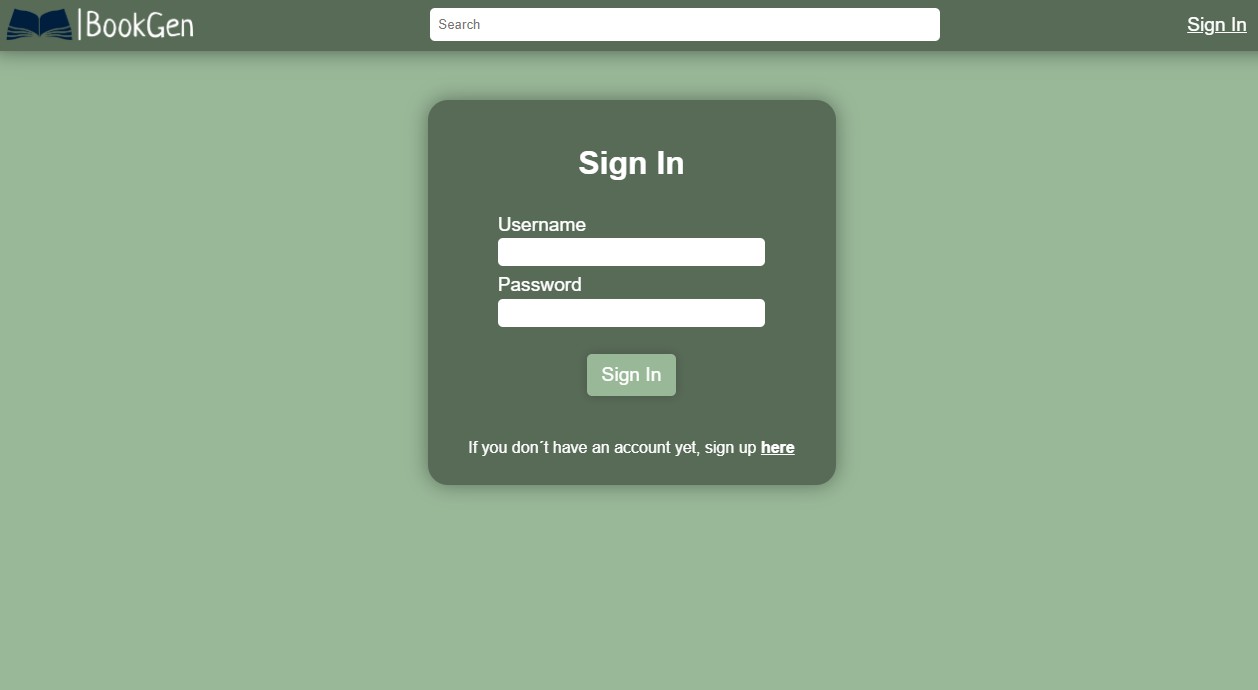 |BookGen
Search
Sign In
Sign In
Username
Password
Sign In
If you don´t have an account yet, sign up here